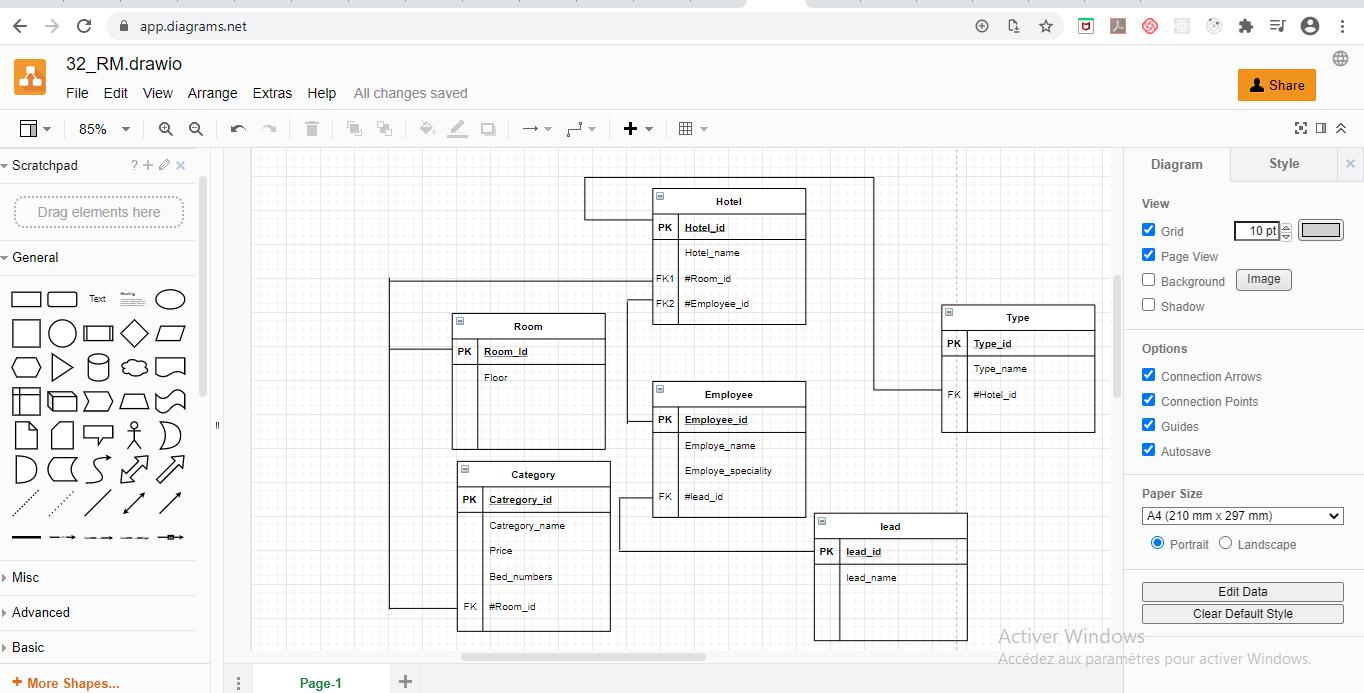 app.diagrams.net
32_RM.drawio
File Edit View Arrange Extras Help All changes saved
Share
85%
Scratchpad
Drag elements here
General
Text
Heading
Misc
Advanced
Basic
+ More Shapes...
Hotel
PK Hotel_id
Hotel_name
FK1 #Room_id
FK2 #Employee_id
Room
PK Room_Id
Floor
Type
PK Type_id
Type_name
FK #Hotel_id
Employee
PK Employee_id
Employe_name
Employe_speciality
FK #lead_id
Category
PK Catregory_id
Catregory_name
Price
Bed_numbers
FK #Room_id
lead
PK lead_id
lead_name
Page-1
Diagram Style
View
Grid 10 pt
Page View
Background Image
Shadow
Options
Connection Arrows
Connection Points
Guides
Autosave
Paper Size
A4 (210 mm x 297 mm)
Portrait Landscape
Edit Data
Clear Default Style
Activer Windows
Accédez aux paramètres pour activer Windows.